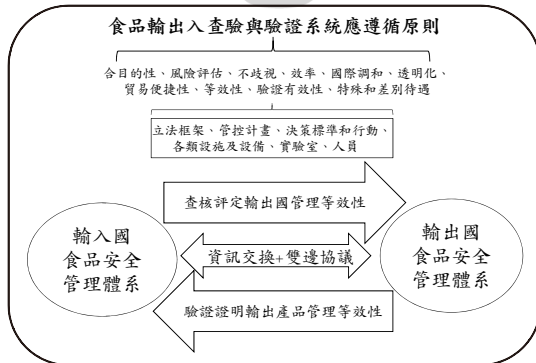 食品輸出入查驗與驗證系統應遵循原則
合目的性、風險評估、不歧視、效率、國際調和、透明化、
貿易便捷性、等效性、驗證有效性、特殊和差別待遇
立法框架、管控計畫、決策標準和行動、
各類設施及設備、實驗室、人員
查核評定輸出國管理等效性
輸入國
食品安全
管理體系
資訊交換+雙邊協議
輸出國
食品安全
管理體系
驗證證明輸出產品管理等效性